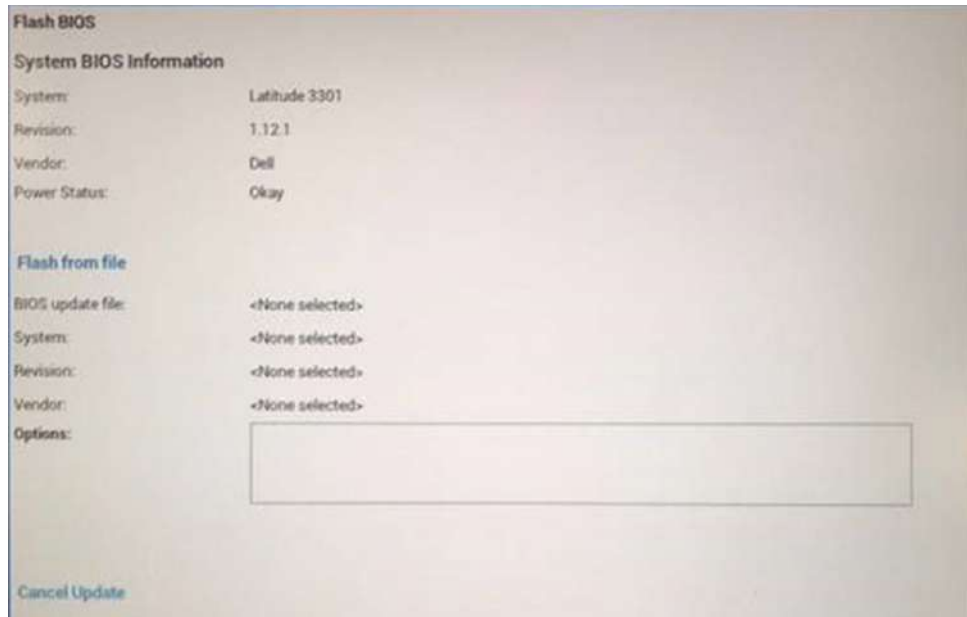 Flash BIOS
System BIOS Information
System: Latitude 3301
Revision: 1.12.1
Vendor: Dell
Power Status: Okay
Flash from file
BIOS update file: <None selected>
System: <None selected>
Revision: <None selected>
Vendor: <None selected>
Options:
Cancel Update